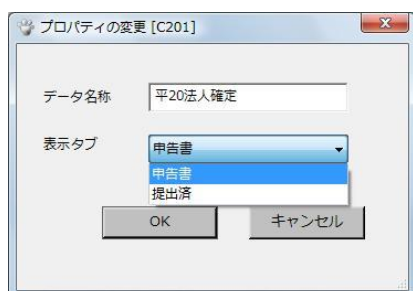 プロパティの変更 [C201]
データ名称
平20法人確定
表示タブ
申告書
申告書
提出済
OK
キャンセル